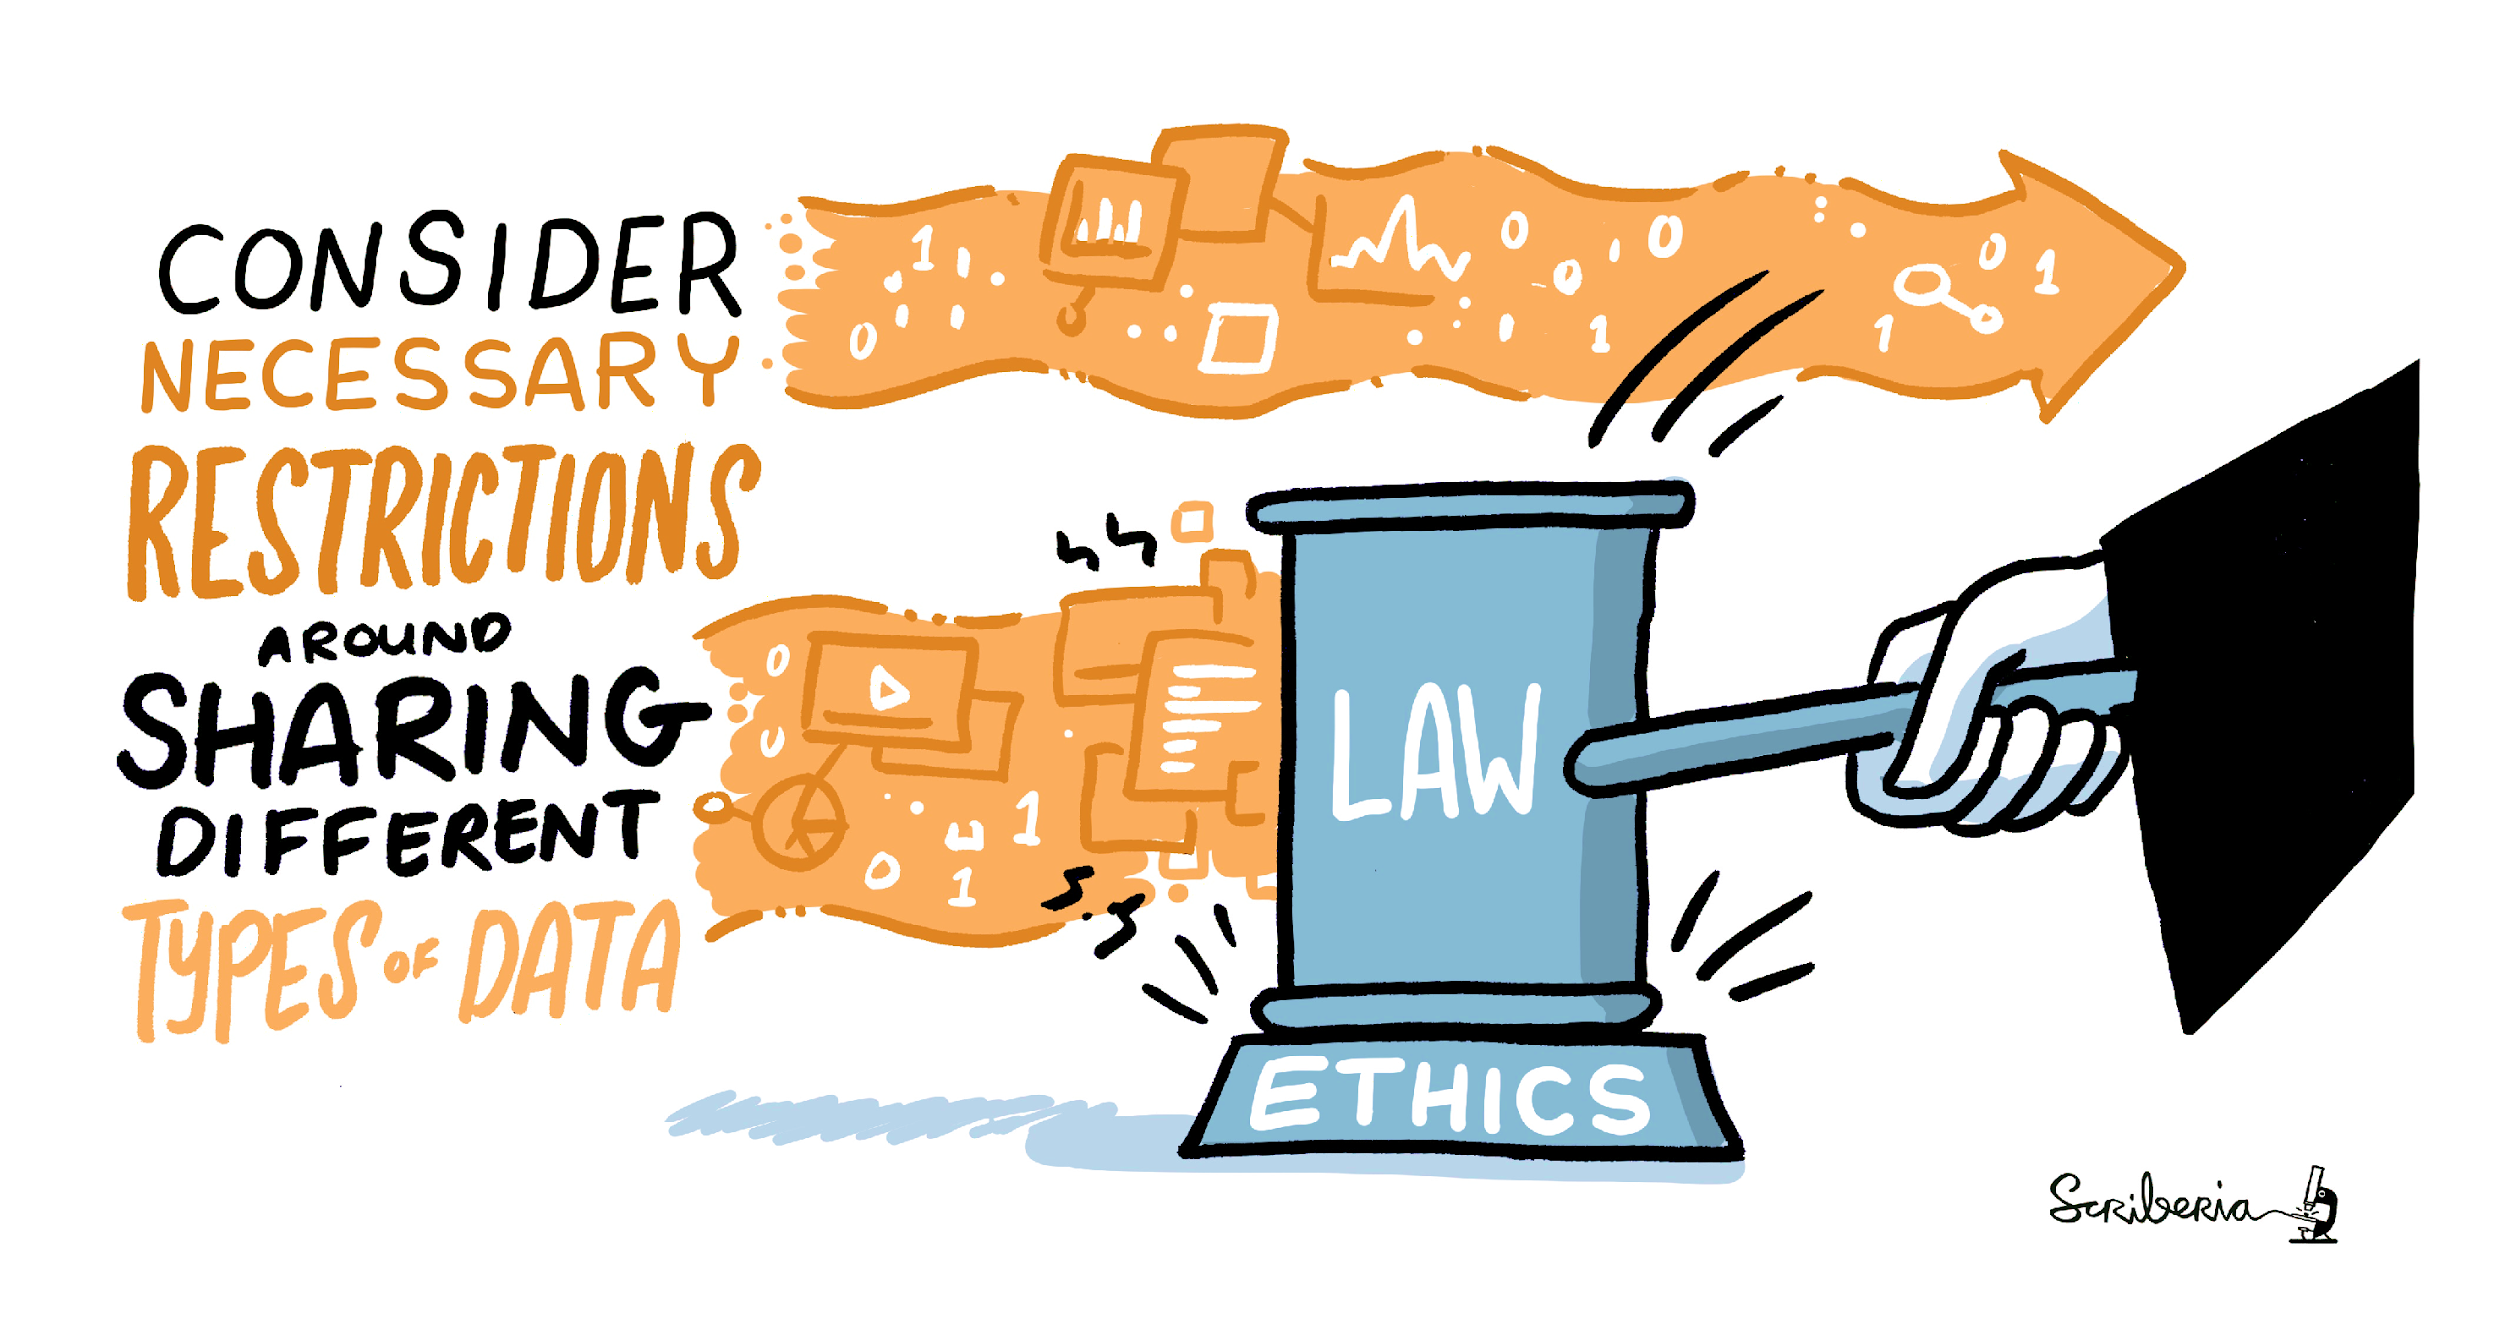 CONSIDER
NECESSARY
RESTRICTIONS
AROUND
SHARING
DIFFERENT
TYPES OF DATA
LAW
ETHICS
Scriberia